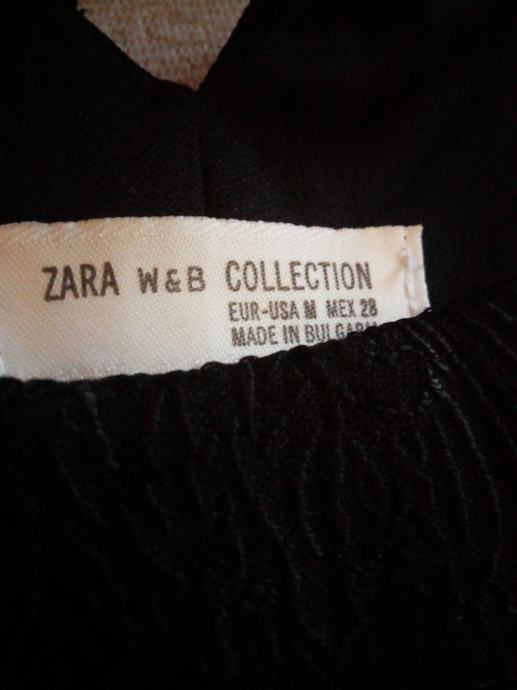 ZARA W&B COLLECTION
EUR-USA M MEX 28
MADE IN BULGARIA